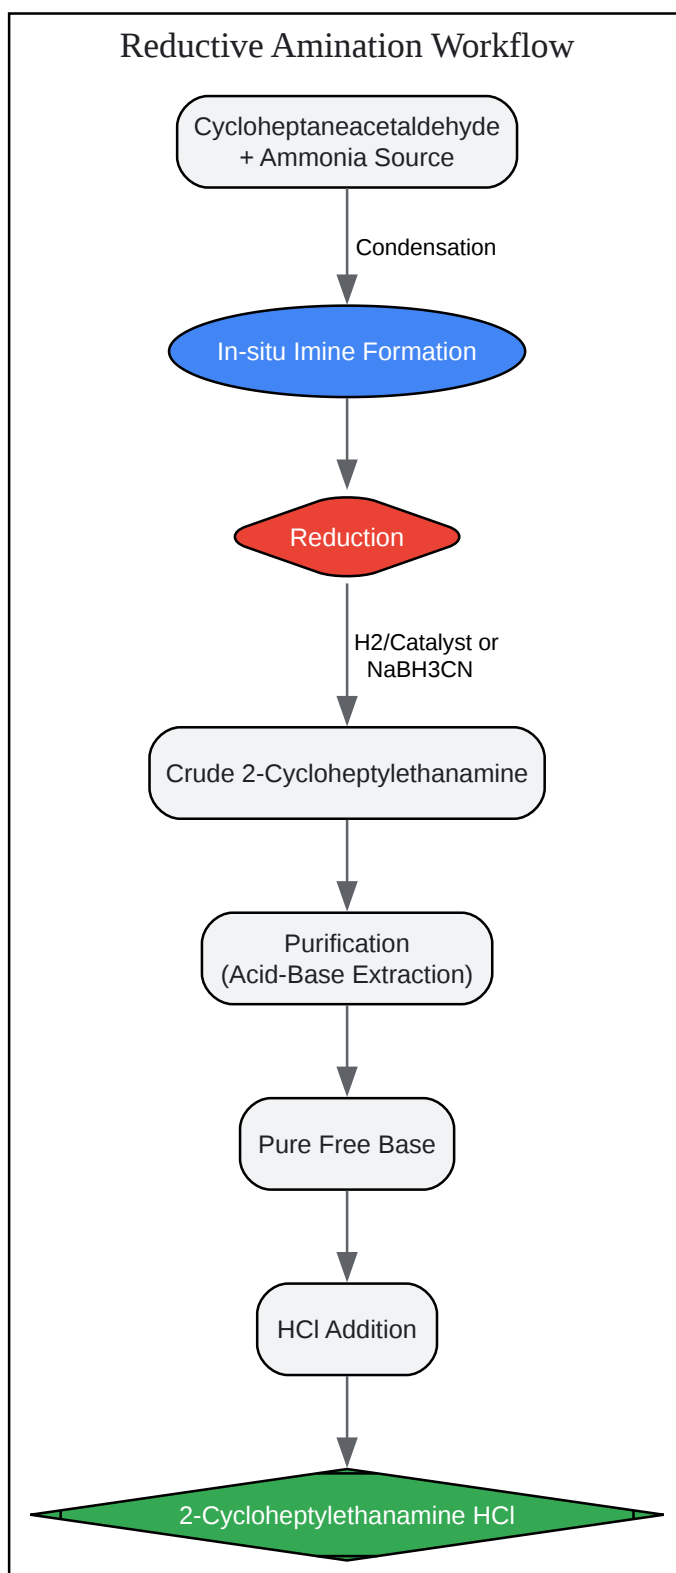 Reductive Amination Workflow
Cycloheptaneacetaldehyde
+ Ammonia Source
Condensation
In-situ Imine Formation
Reduction
H2/Catalyst or
NaBH3CN
Crude 2-Cycloheptylethanamine
Purification
(Acid-Base Extraction)
Pure Free Base
HCl Addition
2-Cycloheptylethanamine HCl